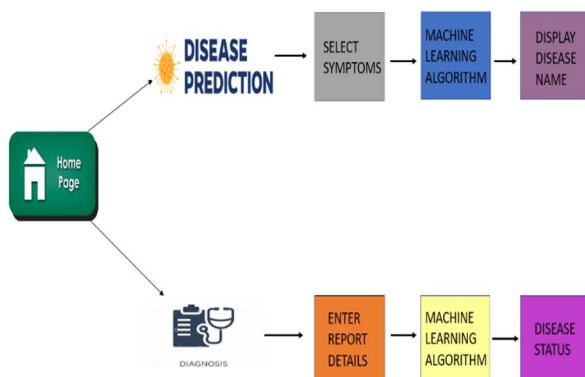 DISEASE
PREDICTION
SELECT
SYMPTOMS
MACHINE
LEARNING
ALGORITHM
DISPLAY
DISEASE
NAME
Home
Page
DIAGNOSIS
ENTER
REPORT
DETAILS
MACHINE
LEARNING
ALGORITHM
DISEASE
STATUS